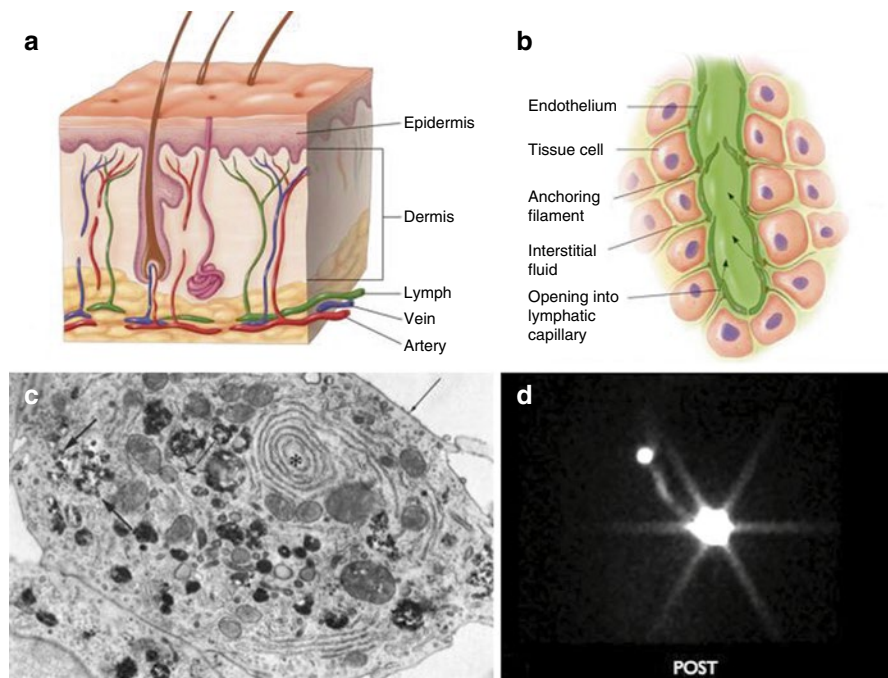 a
Epidermis
Dermis
Lymph
Vein
Artery
b
Endothelium
Tissue cell
Anchoring
filament
Interstitial
fluid
Opening into
lymphatic
capillary
c
*
d
POST